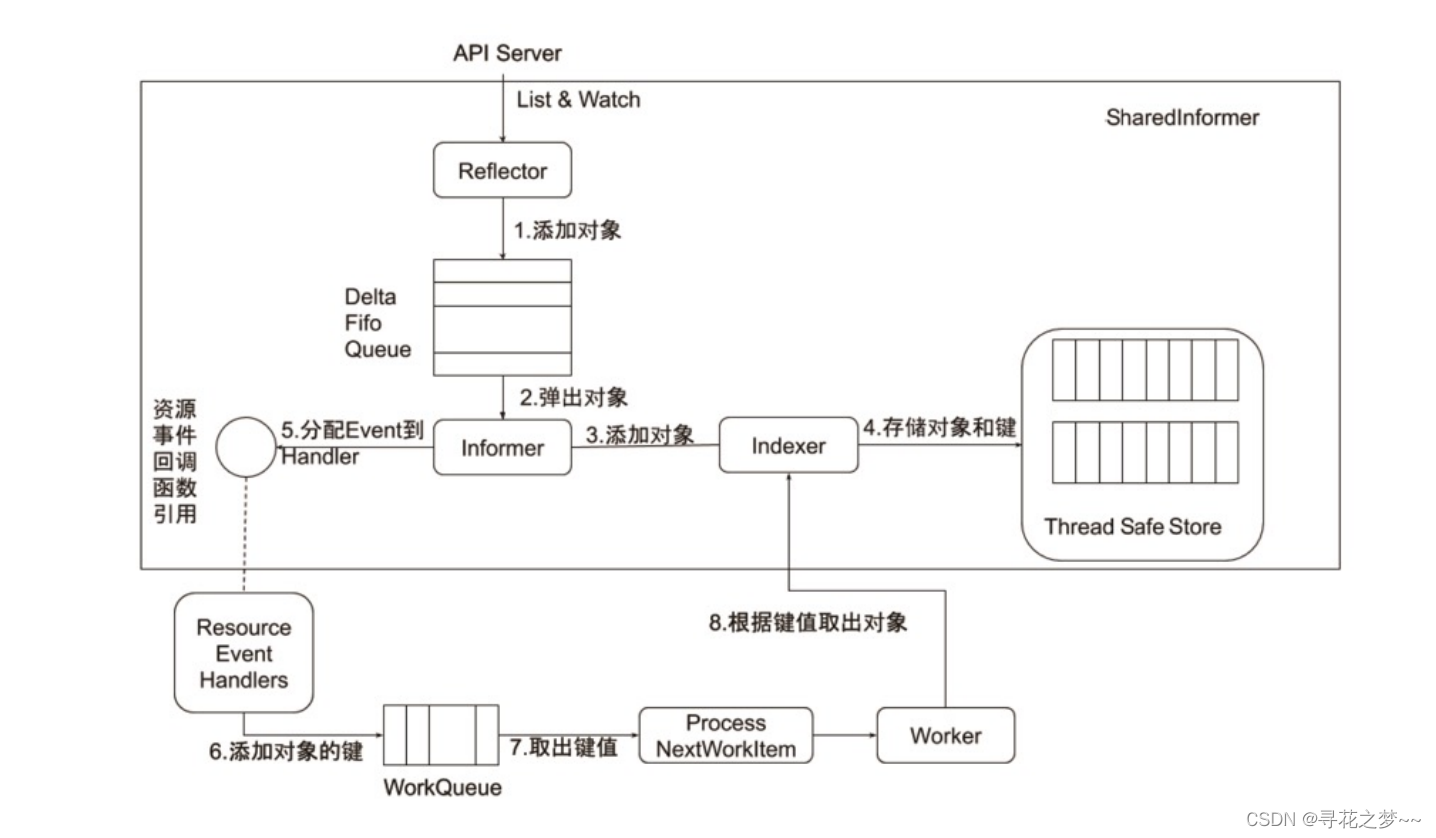 API Server
List & Watch
SharedInformer
Reflector
1.添加对象
Delta
Fifo
Queue
2.弹出对象
资源
事件
回调
函数
引用
5.分配Event到
Handler
Informer
3.添加对象
Indexer
4.存储对象和键
Thread Safe Store
Resource
Event
Handlers
8.根据键值取出对象
6.添加对象的键
WorkQueue
7.取出键值
Process
NextWorkItem
Worker
CSDN @寻花之梦~~